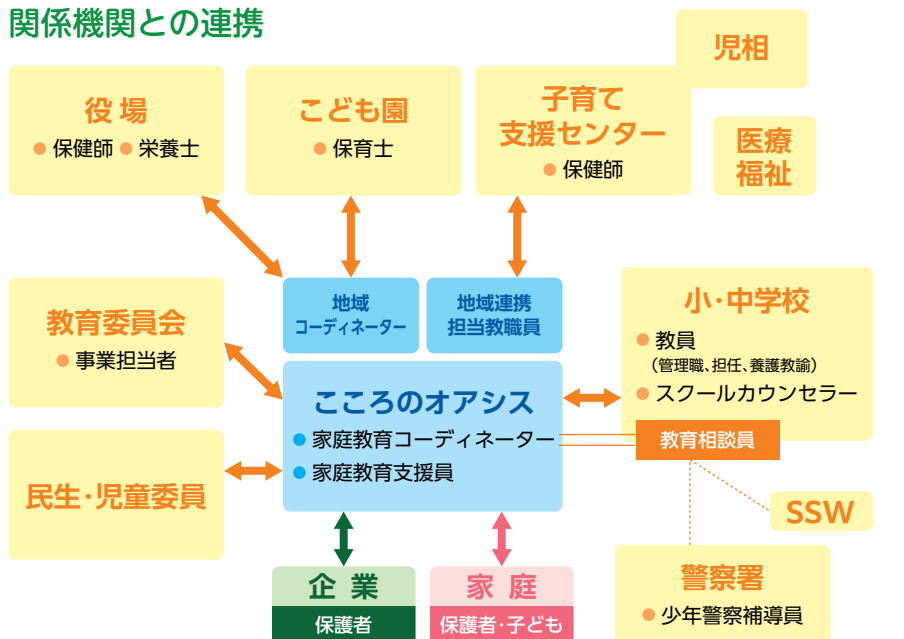 関係機関との連携
児相
役場
● 保健師 ● 栄養士
こども園
● 保育士
子育て
支援センター
● 保健師
医療
福祉
地域
コーディネーター
地域連携
担当教職員
教育委員会
● 事業担当者
小・中学校
● 教員
(管理職、担任、養護教諭)
● スクールカウンセラー
教育相談員
こころのオアシス
● 家庭教育コーディネーター
● 家庭教育支援員
民生・児童委員
SSW
企業
保護者
家庭
保護者・子ども
警察署
● 少年警察補導員